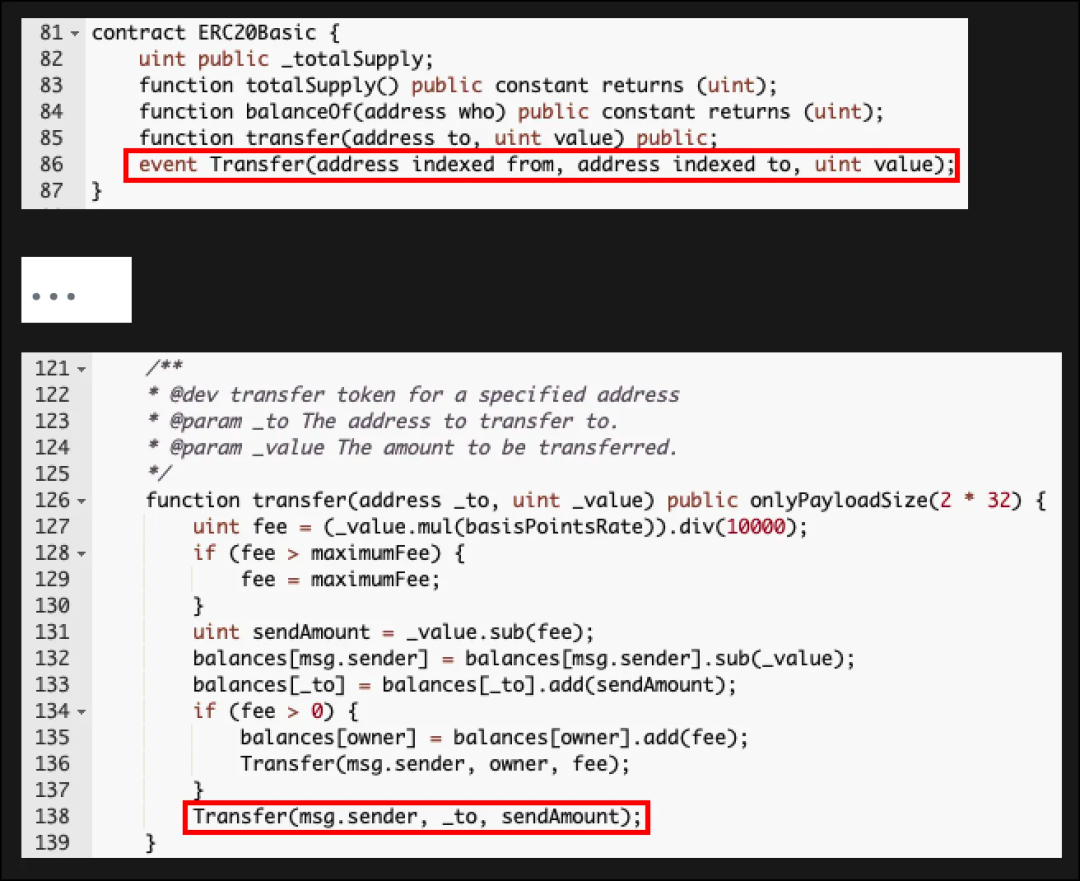 81 contract ERC20Basic {
82 uint public _totalSupply;
83 function totalSupply() public constant returns (uint);
84 function balanceOf(address who) public constant returns (uint);
85 function transfer(address to, uint value) public;
86 event Transfer(address indexed from, address indexed to, uint value);
87 }
...
121 /**
122 * @dev transfer token for a specified address
123 * @param _to The address to transfer to.
124 * @param _value The amount to be transferred.
125 */
126 function transfer(address _to, uint _value) public onlyPayloadSize(2 * 32) {
127 uint fee = (_value.mul(basisPointsRate)).div(10000);
128 if (fee > maximumFee) {
129 fee = maximumFee;
130 }
131 uint sendAmount = _value.sub(fee);
132 balances[msg.sender] = balances[msg.sender].sub(_value);
133 balances[_to] = balances[_to].add(sendAmount);
134 if (fee > 0) {
135 balances[owner] = balances[owner].add(fee);
136 Transfer(msg.sender, owner, fee);
137 }
138 Transfer(msg.sender, _to, sendAmount);
139 }